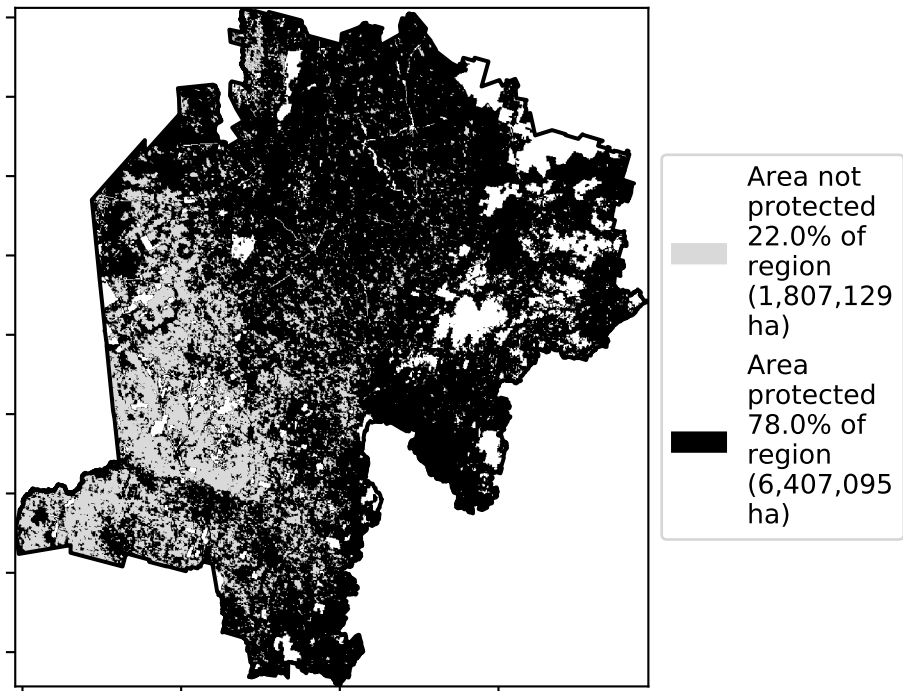 Area not
protected
22.0% of
region
(1,807,129
ha)
Area
protected
78.0% of
region
(6,407,095
ha)